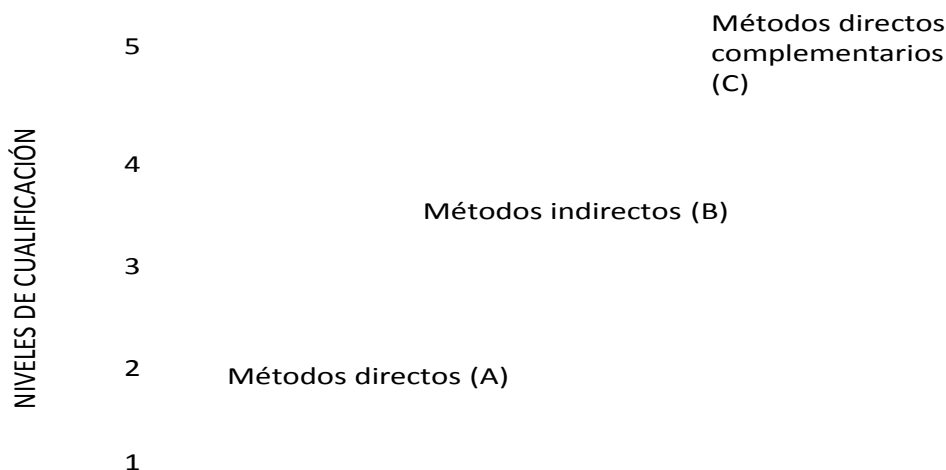 Métodos directos
complementarios
(C)
5
4
Métodos indirectos (B)
3
2
Métodos directos (A)
1
NIVELES DE CUALIFICACIÓN